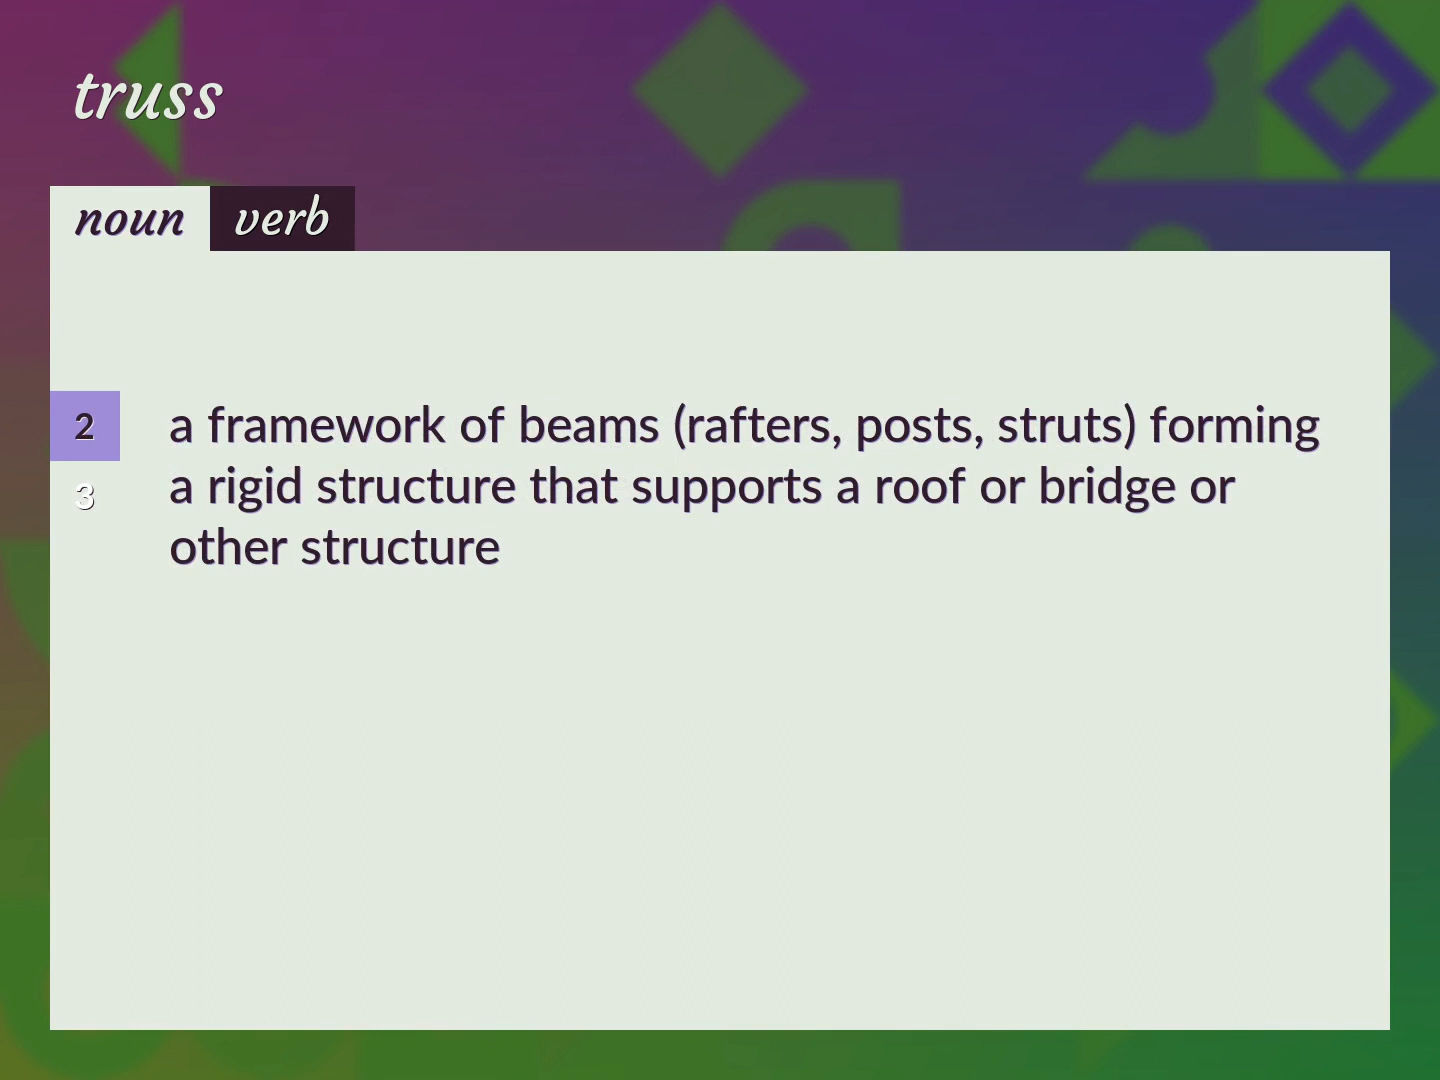 truss
noun
verb
2
a framework of beams (rafters, posts, struts) forming
a rigid structure that supports a roof or bridge or
other structure
3